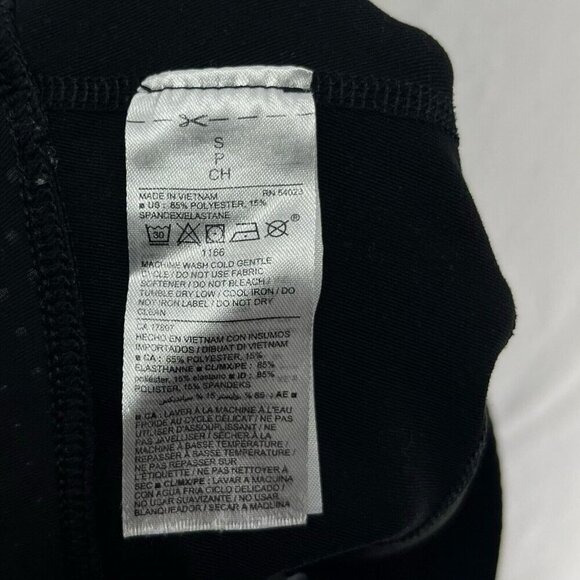 S
P
CH
MADE IN VIETNAM RN 54023
■ US: 85% POLYESTER, 15%
SPANDEX/ELASTANE
30
1166
MACHINE WASH COLD GENTLE
CYCLE / DO NOT USE FABRIC
SOFTENER / DO NOT BLEACH /
TUMBLE DRY LOW / COOL IRON / DO
NOT IRON LABEL / DO NOT DRY
CLEAN
CA 17897
HECHO EN VIETNAM CON INSUMOS
IMPORTADOS / DIBUAT DI VIETNAM
■ CA: 85% POLYESTER, 15%
ELASTHANNE ■ CL/MX/PE: 85%
poliéster, 15% elastano ■ ID: 85%
POLISTER, 15% SPANDEKS
■ AE: 85 %
■ CA: LAVER À LA MACHINE À L'EAU
FROIDE AU CYCLE DÉLICAT / NE PAS
UTILISER D'ASSOUPLISSANT / NE
PAS JAVELLISER / SÉCHER À LA
MACHINE À BASSE TEMPÉRATURE /
REPASSER À BASSE TEMPÉRATURE /
NE PAS REPASSER SUR
L'ÉTIQUETTE / NE PAS NETTOYER À
SEC ■ CL/MX/PE: LAVAR A MAQUINA
CON AGUA FRIA CICLO DELICADO /
NO USAR SUAVIZANTE / NO USAR
BLANQUEADOR / SECAR A MAQUINA